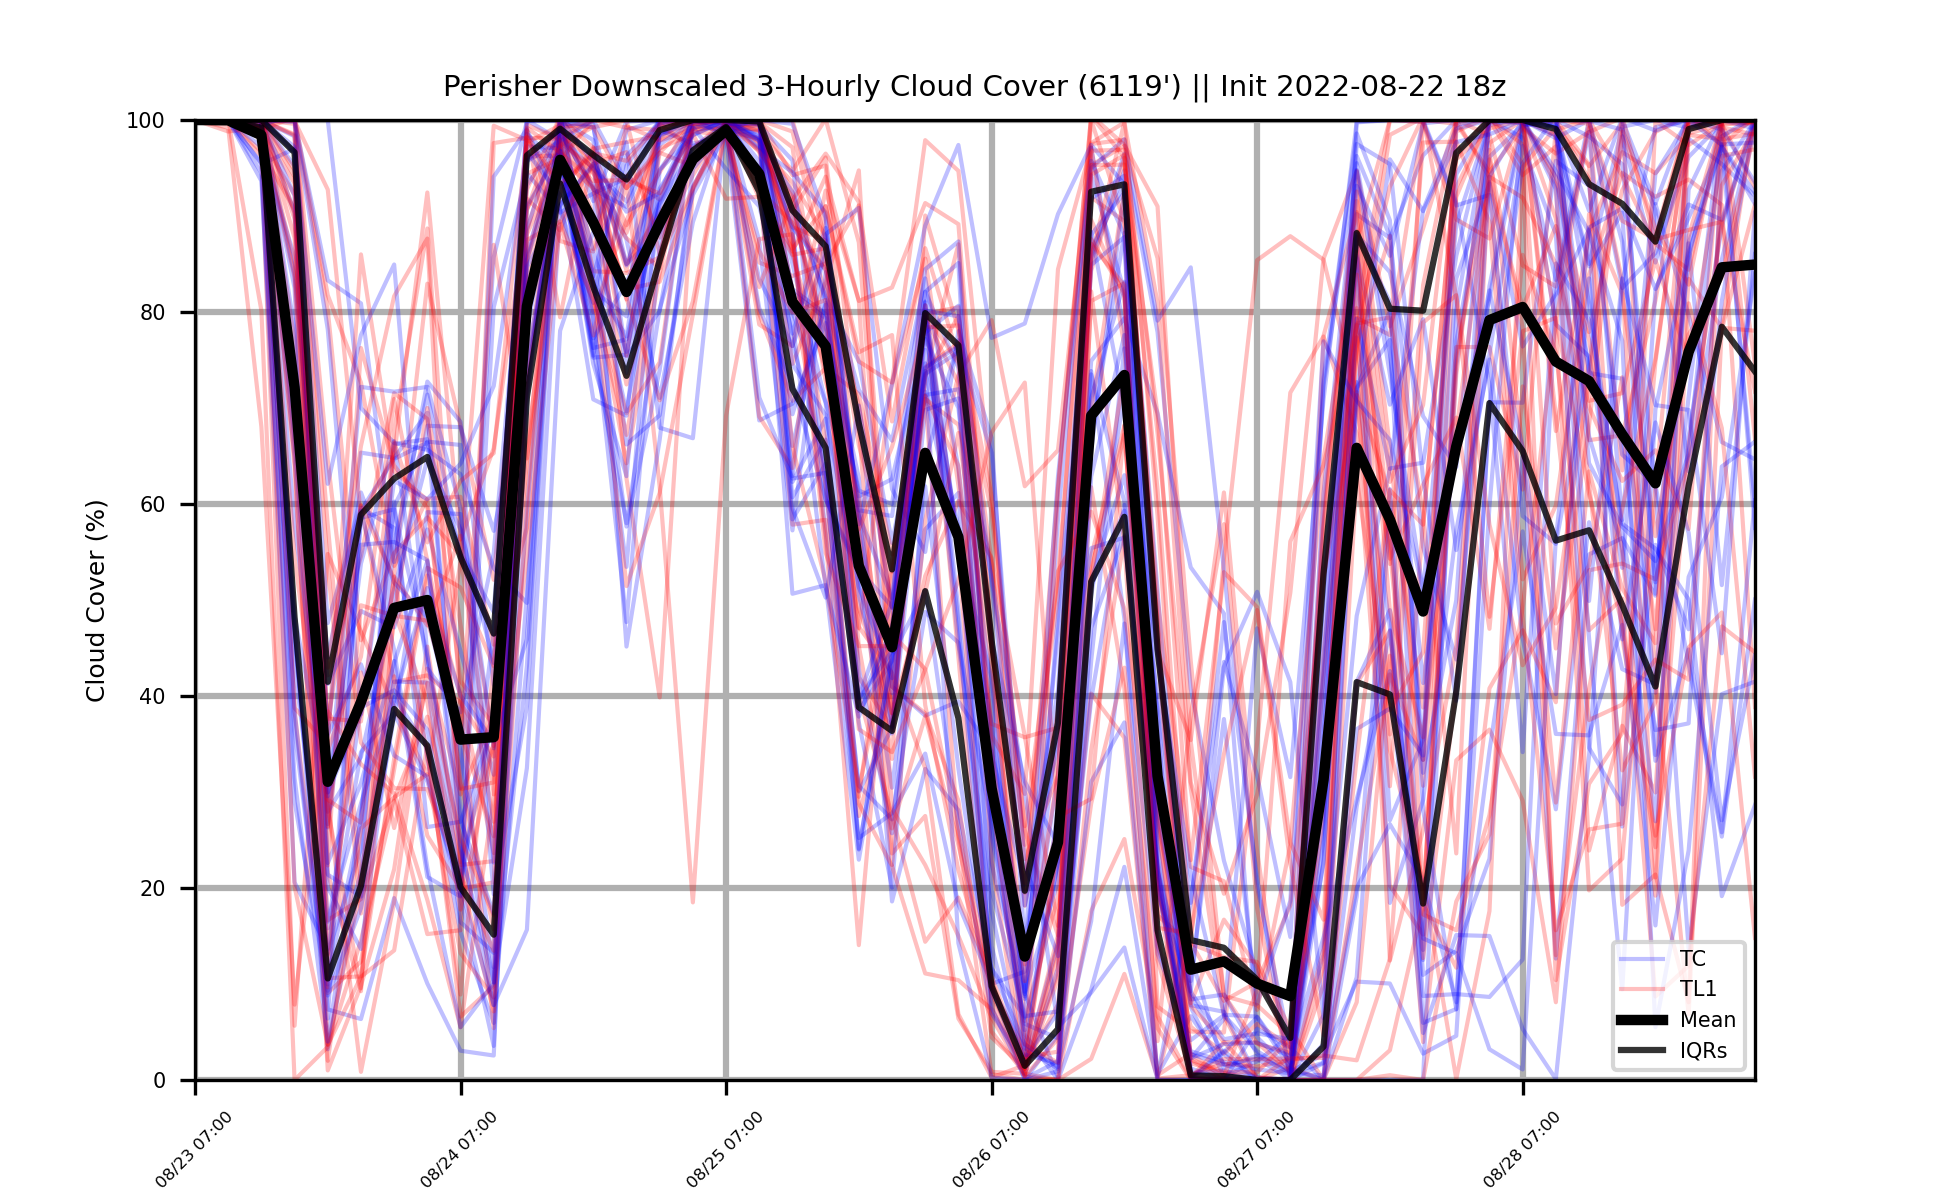 Perisher Downscaled 3-Hourly Cloud Cover (6119') || Init 2022-08-22 18z
Cloud Cover (%)
100
80
60
40
20
0
TC
TL1
Mean
IQRs
08/23 07:00
08/24 07:00
08/25 07:00
08/26 07:00
08/27 07:00
08/28 07:00